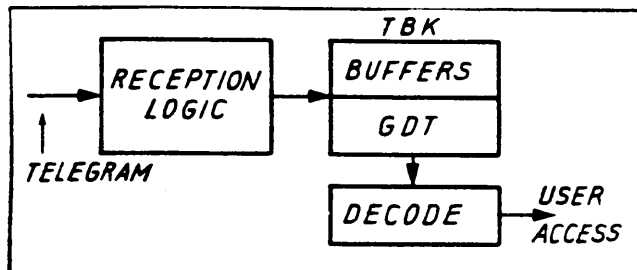 TBK
RECEPTION
LOGIC
BUFFERS
GDT
TELEGRAM
DECODE
USER
ACCESS